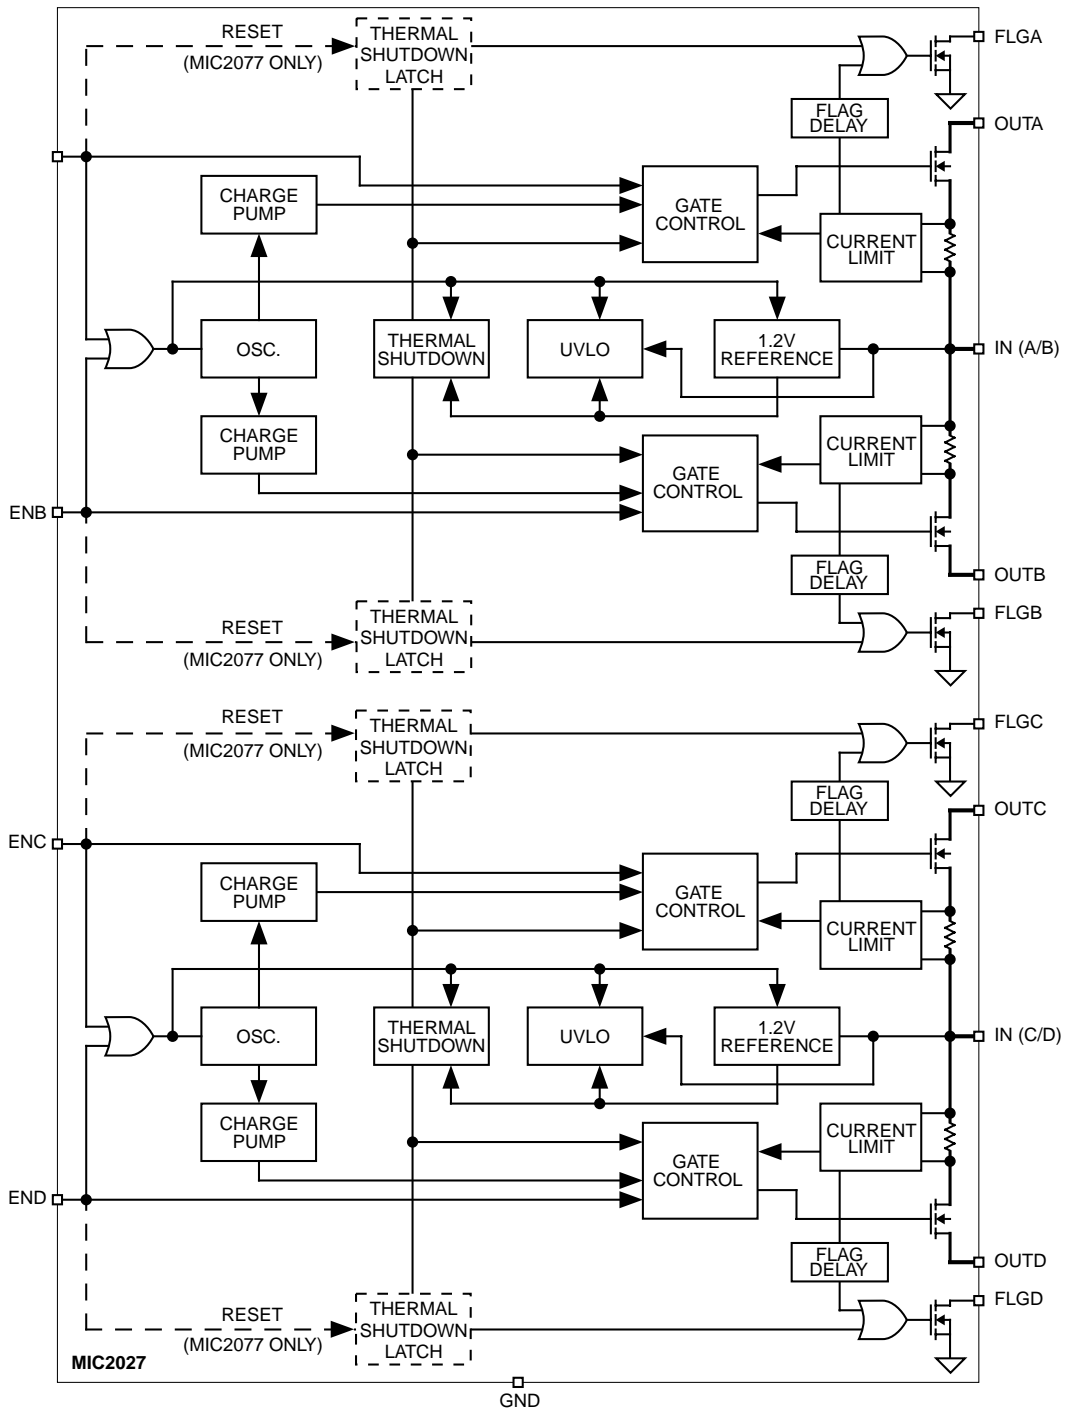 RESET
(MIC2077 ONLY)
THERMAL
SHUTDOWN
LATCH
FLGA
FLAG
DELAY
OUTA
CHARGE
PUMP
GATE
CONTROL
CURRENT
LIMIT
OSC.
THERMAL
SHUTDOWN
UVLO
1.2V
REFERENCE
IN (A/B)
CHARGE
PUMP
GATE
CONTROL
CURRENT
LIMIT
ENB
FLAG
DELAY
OUTB
RESET
(MIC2077 ONLY)
THERMAL
SHUTDOWN
LATCH
FLGB
RESET
(MIC2077 ONLY)
THERMAL
SHUTDOWN
LATCH
FLGC
FLAG
DELAY
OUTC
ENC
CHARGE
PUMP
GATE
CONTROL
CURRENT
LIMIT
OSC.
THERMAL
SHUTDOWN
UVLO
1.2V
REFERENCE
IN (C/D)
CHARGE
PUMP
GATE
CONTROL
CURRENT
LIMIT
END
FLAG
DELAY
OUTD
RESET
(MIC2077 ONLY)
THERMAL
SHUTDOWN
LATCH
FLGD
MIC2027
GND